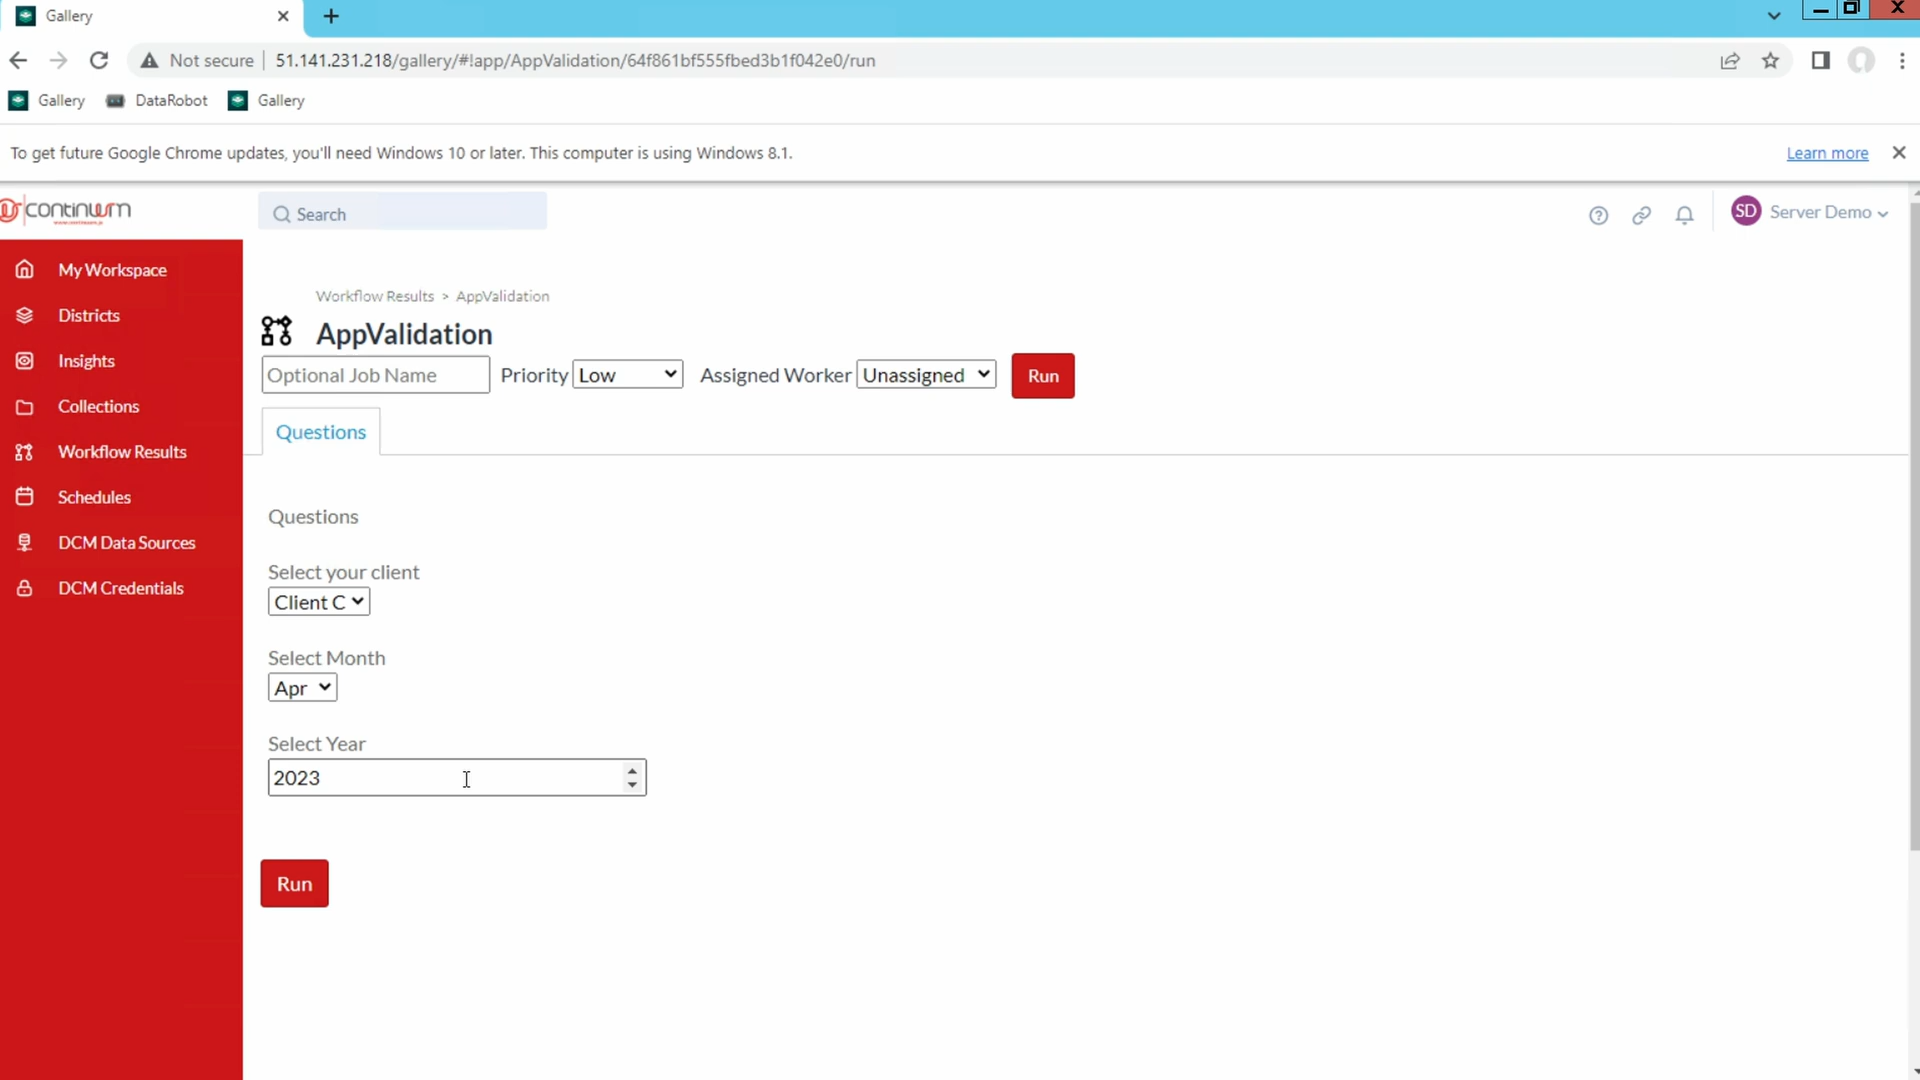 Gallery
Not secure
51.141.231.218/gallery/#!app/AppValidation/64f861bf555fbed3b1f042e0/run
Gallery
DataRobot
Gallery
To get future Google Chrome updates, you'll need Windows 10 or later. This computer is using Windows 8.1.
Learn more
continuum
Search
SD
Server Demo
My Workspace
Districts
Insights
Collections
Workflow Results
Schedules
DCM Data Sources
DCM Credentials
Workflow Results > AppValidation
AppValidation
Optional Job Name
Priority
Low
Assigned Worker
Unassigned
Run
Questions
Questions
Select your client
Client C
Select Month
Apr
Select Year
2023
Run